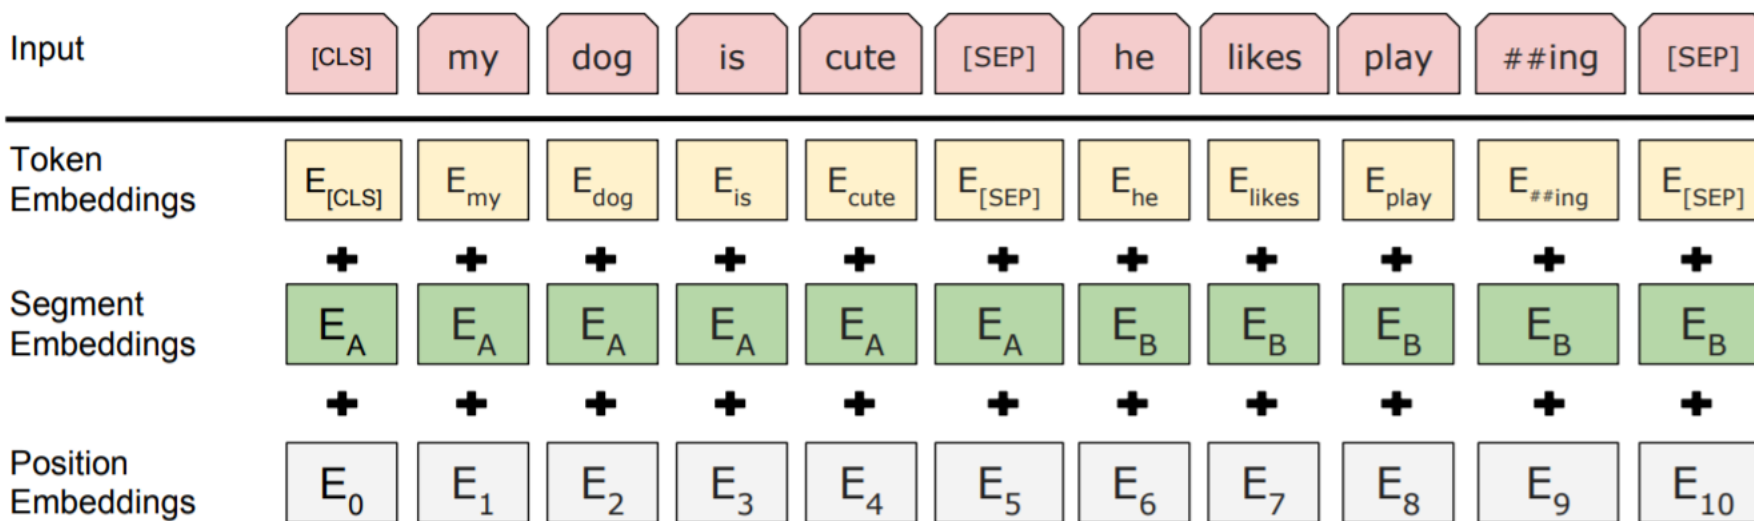 Input [CLS] my dog is cute [SEP] he likes play ##ing [SEP]
Token Embeddings E[CLS] Emy Edog Eis Ecute E[SEP] Ehe Elikes Eplay E##ing E[SEP]
+ + + + + + + + + + +
Segment Embeddings EA EA EA EA EA EA EB EB EB EB EB
+ + + + + + + + + + +
Position Embeddings E0 E1 E2 E3 E4 E5 E6 E7 E8 E9 E10